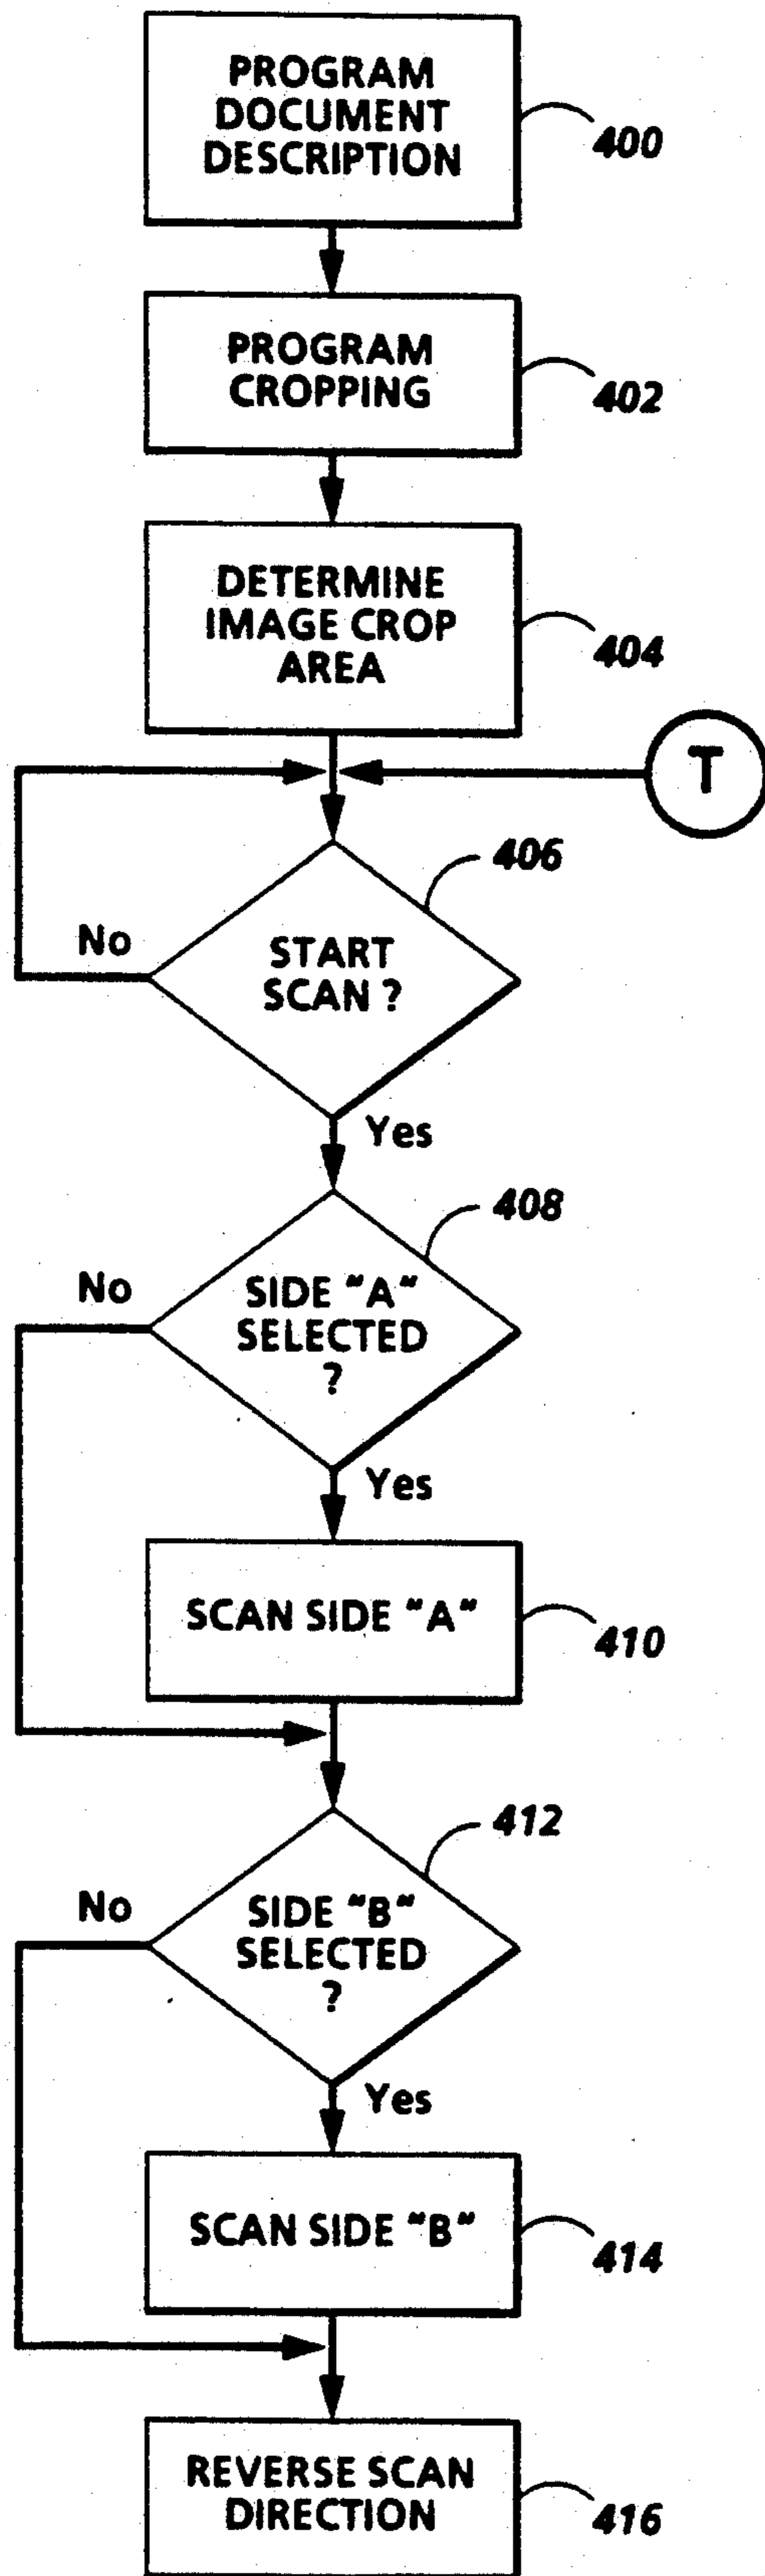 PROGRAM
DOCUMENT
DESCRIPTION
400
PROGRAM
CROPPING
402
DETERMINE
IMAGE CROP
AREA
404
T
406
No
START
SCAN ?
Yes
408
No
SIDE "A"
SELECTED
?
Yes
SCAN SIDE "A"
410
412
No
SIDE "B"
SELECTED
?
Yes
SCAN SIDE "B"
414
REVERSE SCAN
DIRECTION
416